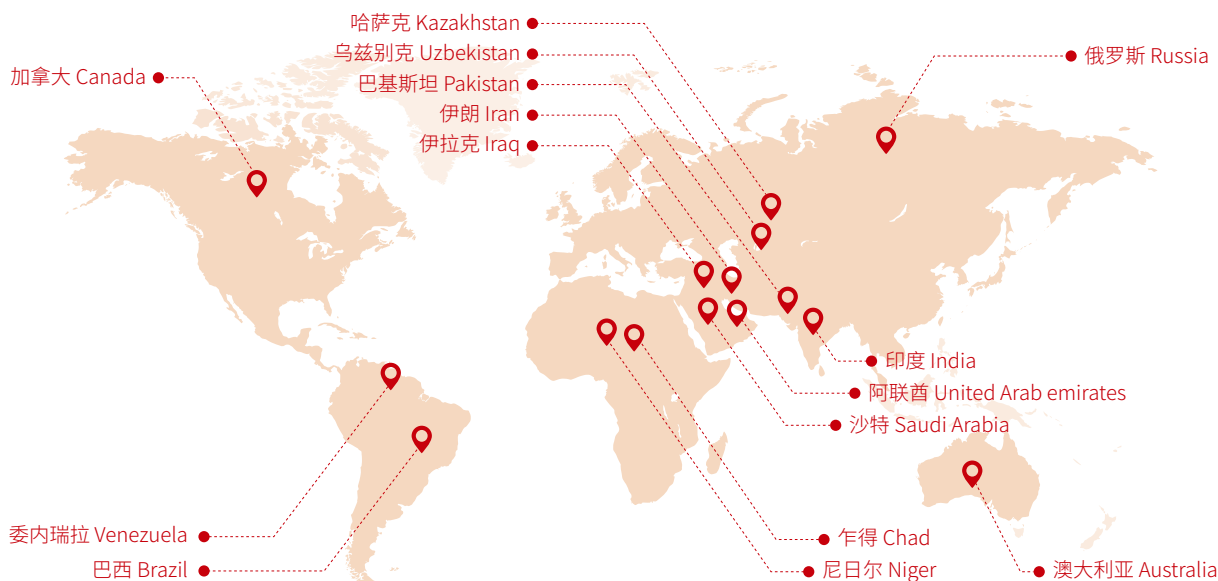 哈萨克 Kazakhstan
乌兹别克 Uzbekistan
俄罗斯 Russia
加拿大 Canada
巴基斯坦 Pakistan
伊朗 Iran
伊拉克 Iraq
印度 India
阿联酋 United Arab emirates
沙特 Saudi Arabia
委内瑞拉 Venezuela
乍得 Chad
巴西 Brazil
尼日尔 Niger
澳大利亚 Australia